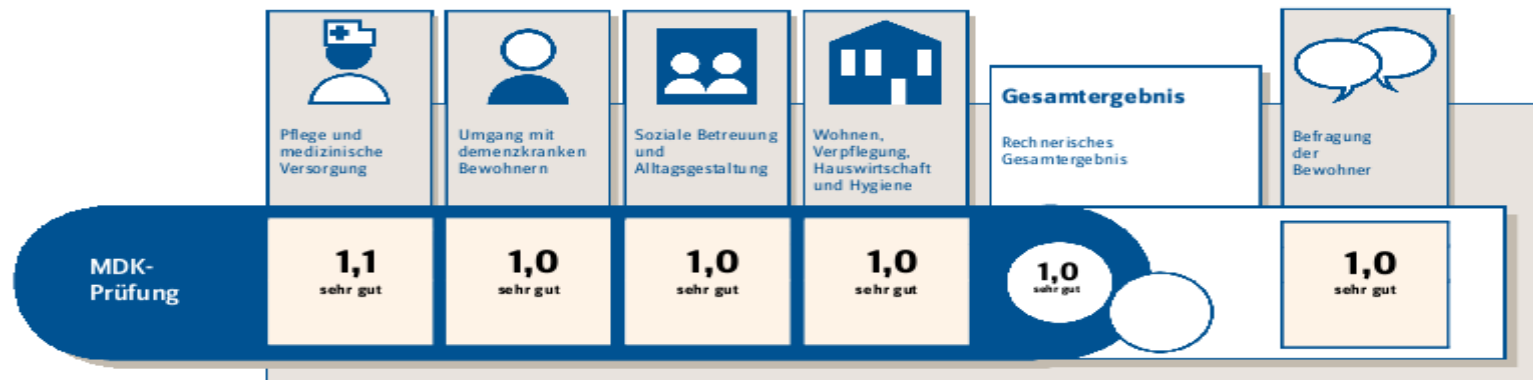 Pflege und
medizinische
Versorgung
Umgang mit
demenzkranken
Bewohnern
Soziale Betreuung
und
Alltagsgestaltung
Wohnen,
Verpflegung,
Hauswirtschaft
und Hygiene
Gesamtergebnis
Rechnerisches
Gesamtergebnis
Befragung
der
Bewohner
MDK-
Prüfung
1,1
sehr gut
1,0
sehr gut
1,0
sehr gut
1,0
sehr gut
1,0
sehr gut
1,0
sehr gut